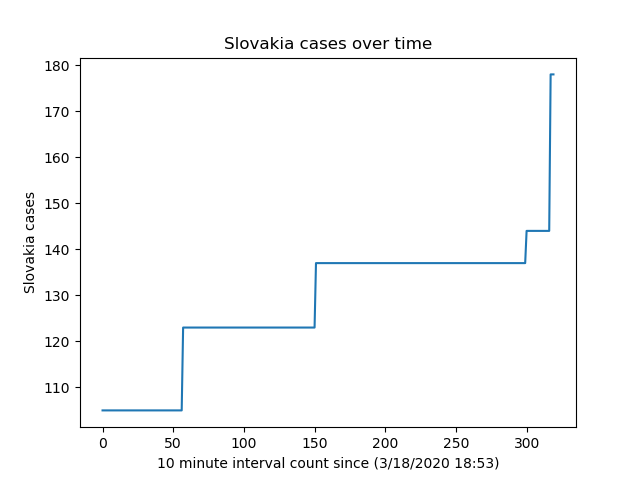 Slovakia cases over time
180
170
160
150
140
130
120
110
Slovakia cases
0 50 100 150 200 250 300
10 minute interval count since (3/18/2020 18:53)